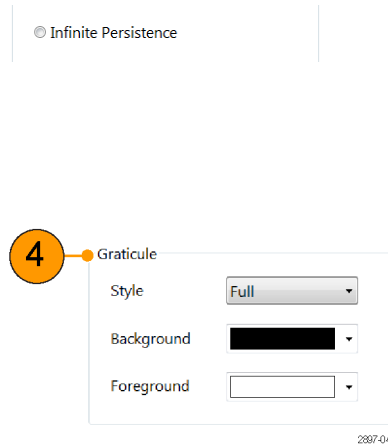 Infinite Persistence
4
Graticule
Style Full
Background
Foreground
2897-04